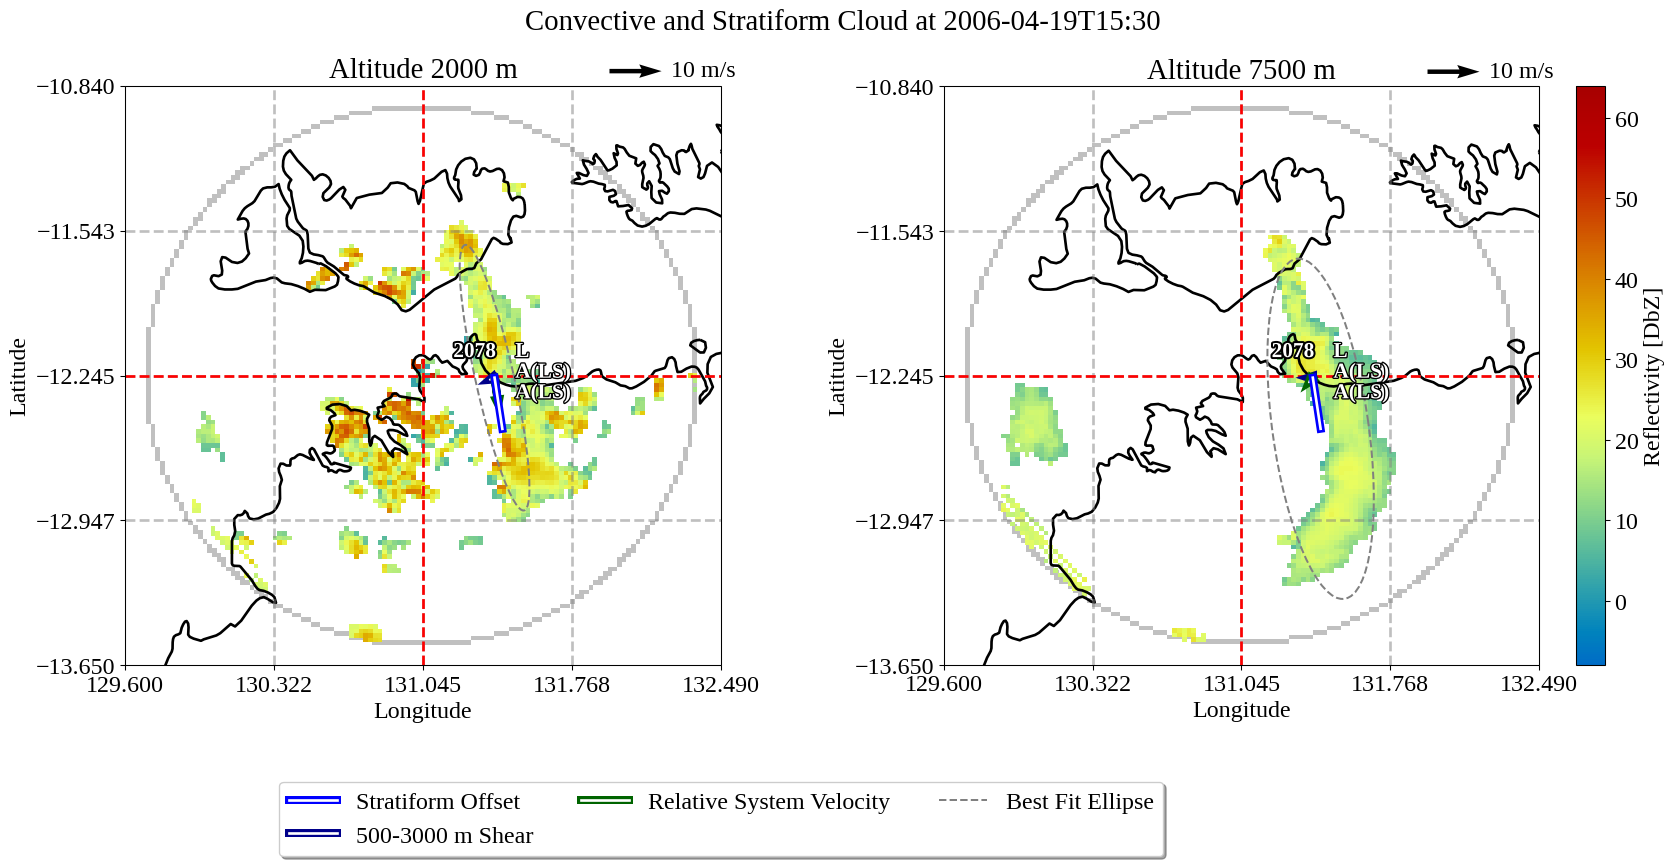 Convective and Stratiform Cloud at 2006-04-19T15:30
Altitude 2000 m
10 m/s
−10.840
−11.543
−12.245
−12.947
−13.650
Latitude
2078
L
A(LS)
A(LS)
129.600
130.322
131.045
131.768
132.490
Longitude
Altitude 7500 m
10 m/s
−10.840
−11.543
−12.245
−12.947
−13.650
Latitude
2078
L
A(LS)
A(LS)
129.600
130.322
131.045
131.768
132.490
Longitude
60
50
40
30
20
10
0
Reflectivity [DbZ]
Stratiform Offset
500-3000 m Shear
Relative System Velocity
Best Fit Ellipse